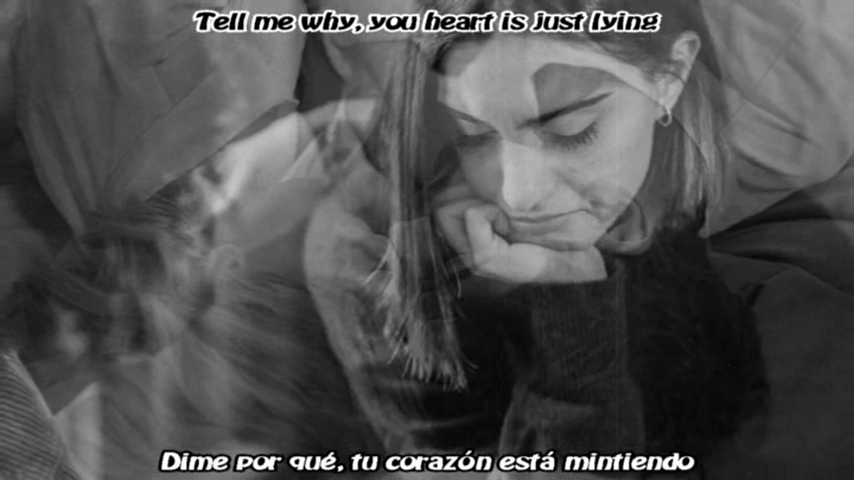 Tell me why, you heart is just lying
Dime por qué, tu corazón está mintiendo